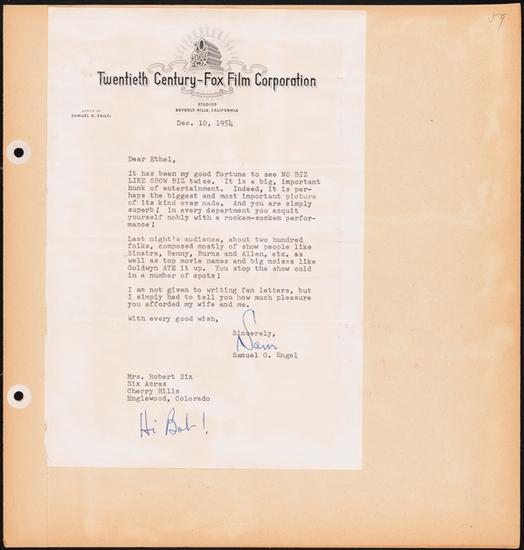 59
20
Twentieth Century-Fox Film Corporation
STUDIOS
BEVERLY HILLS, CALIFORNIA
OFFICE OF
SAMUEL G. ENGEL
Dec. 10, 1954
Dear Ethel,
It has been my good fortune to see NO BIZ
LIKE SHOW BIZ twice. It is a big, important
hunk of entertainment. Indeed, it is per-
haps the biggest and most important picture
of its kind ever made. And you are simply
superb! In every department you acquit
yourself nobly with a rockem-sockem perfor-
mance!
Last night's audience, about two hundred
folks, composed mostly of show people like
Sinatra, Benny, Burns and Allen, etc. as
well as top movie names and big noises like
Goldwyn ATE it up. You stop the show cold
in a number of spots!
I am not given to writing fan letters, but
I simply had to tell you how much pleasure
you afforded my wife and me.
With every good wish,
Sincerely,
Sam
Samuel G. Engel
Mrs. Robert Six
Six Acres
Cherry Hills
Englewood, Colorado
Hi Bob!